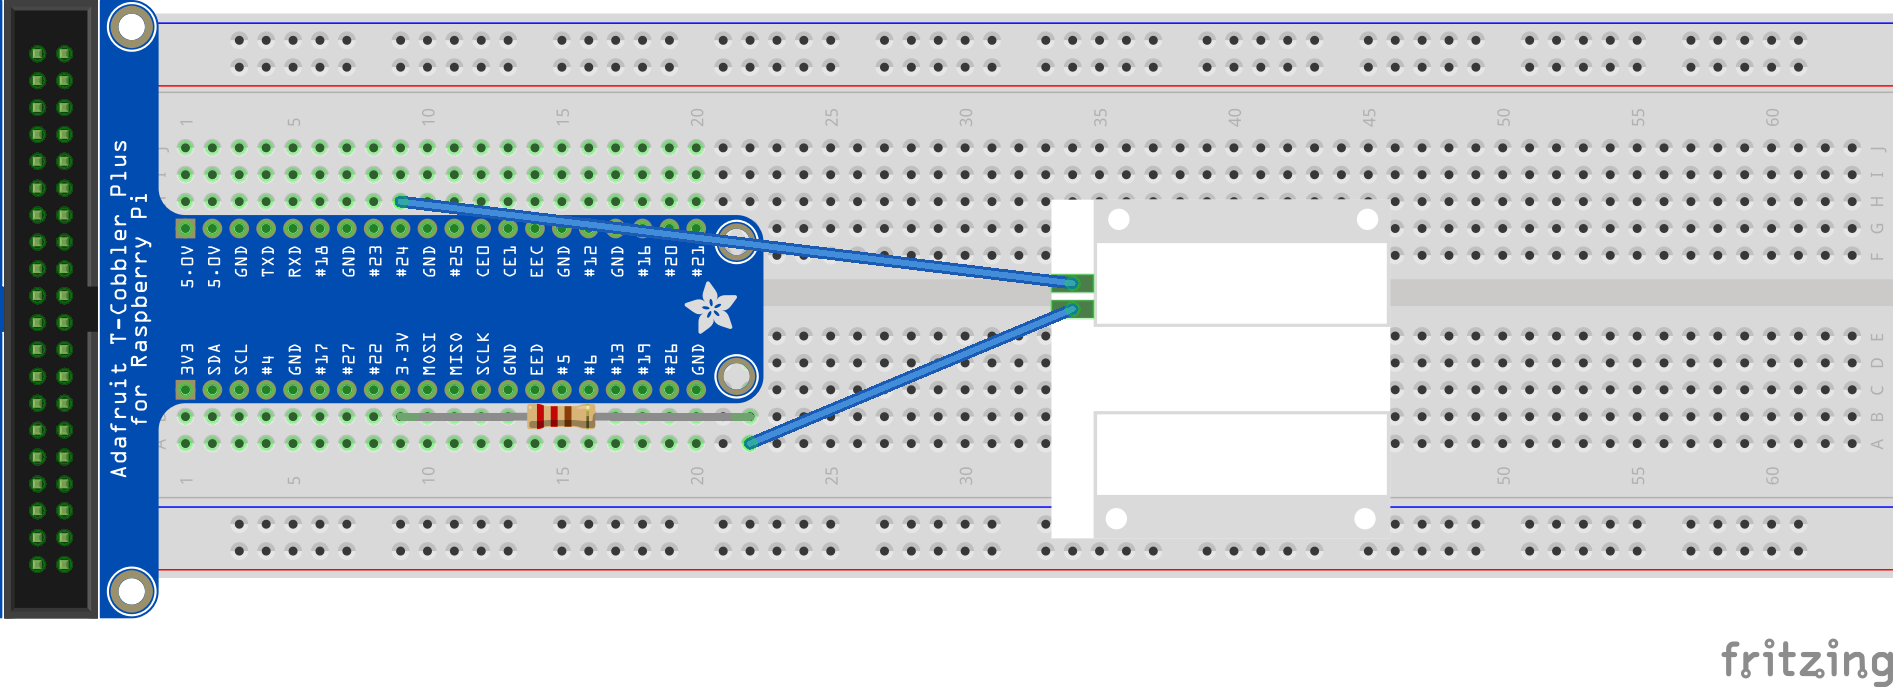 1 5 10 15 20 25 30 35 40 45 50 55 60
J
I
H
G
F
5.0V 5.0V GND TXD RXD #18 GND #23 #24 GND #25 CE0 CE1 EEC GND #12 GND #16 #20 #21
Adafruit T-Cobbler Plus
for Raspberry Pi
3V3 SDA SCL #4 GND #17 #27 #22 3.3V MOSI MISO SCLK GND EED #5 #6 #13 #19 #26 GND
E
D
C
B
A
1 5 10 15 20 25 30 50 55 60
fritzing